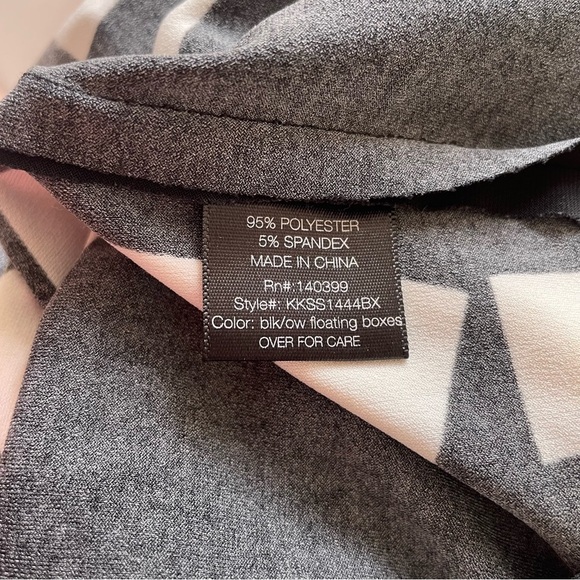 95% POLYESTER
5% SPANDEX
MADE IN CHINA
Rn#:140399
Style#: KKSS1444BX
Color: blk/ow floating boxes
OVER FOR CARE